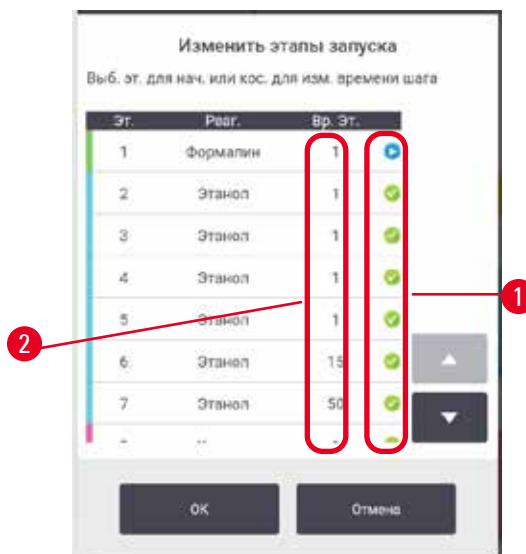 Изменить этапы запуска
Выб. эт. для нач. или кос. для изм. времени шага
Эт. Реаг. Вр. Эт.
1 Формалин 1
2 Этанол 1
3 Этанол 1
4 Этанол 1
5 Этанол 1
6 Этанол 15
7 Этанол 50
1
2
ОК Отмена